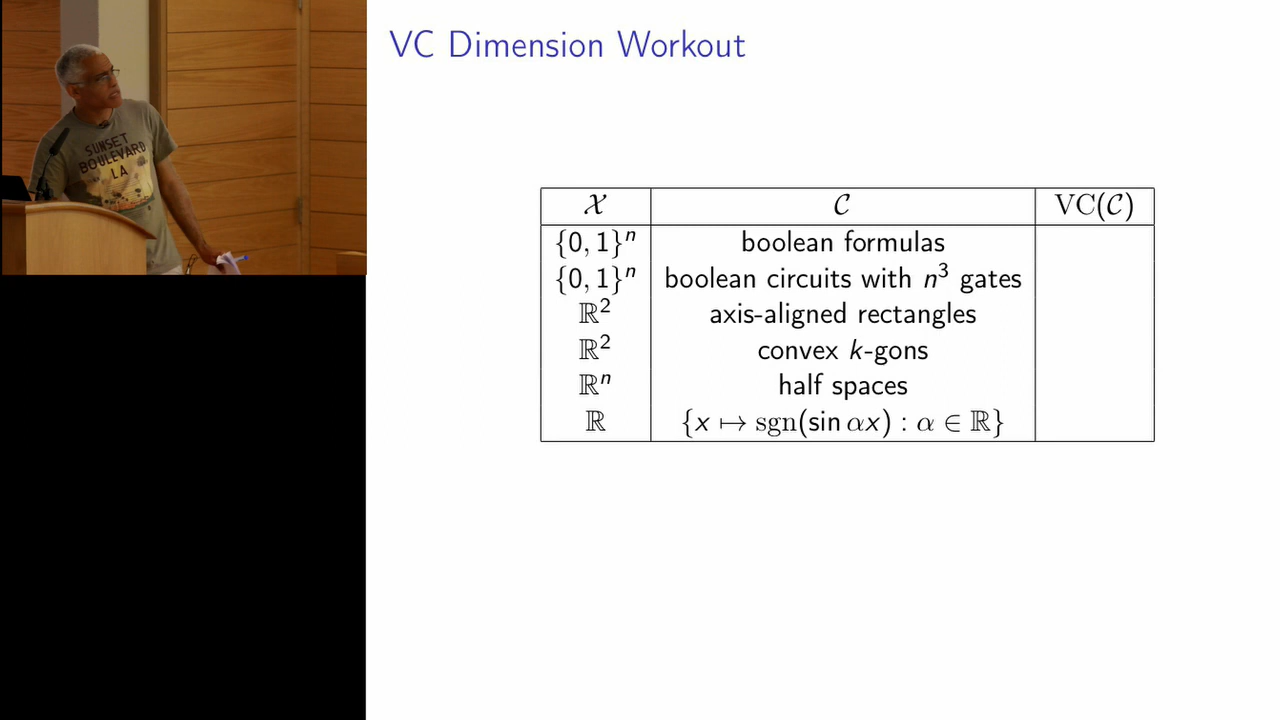 VC Dimension Workout
SUNSET
BOULEVARD
LA
𝒳 𝒞 VC(𝒞)
{0, 1}ⁿ boolean formulas
{0, 1}ⁿ boolean circuits with n³ gates
ℝ² axis-aligned rectangles
ℝ² convex k-gons
ℝⁿ half spaces
ℝ {x ↦ sgn(sin αx) : α ∈ ℝ}